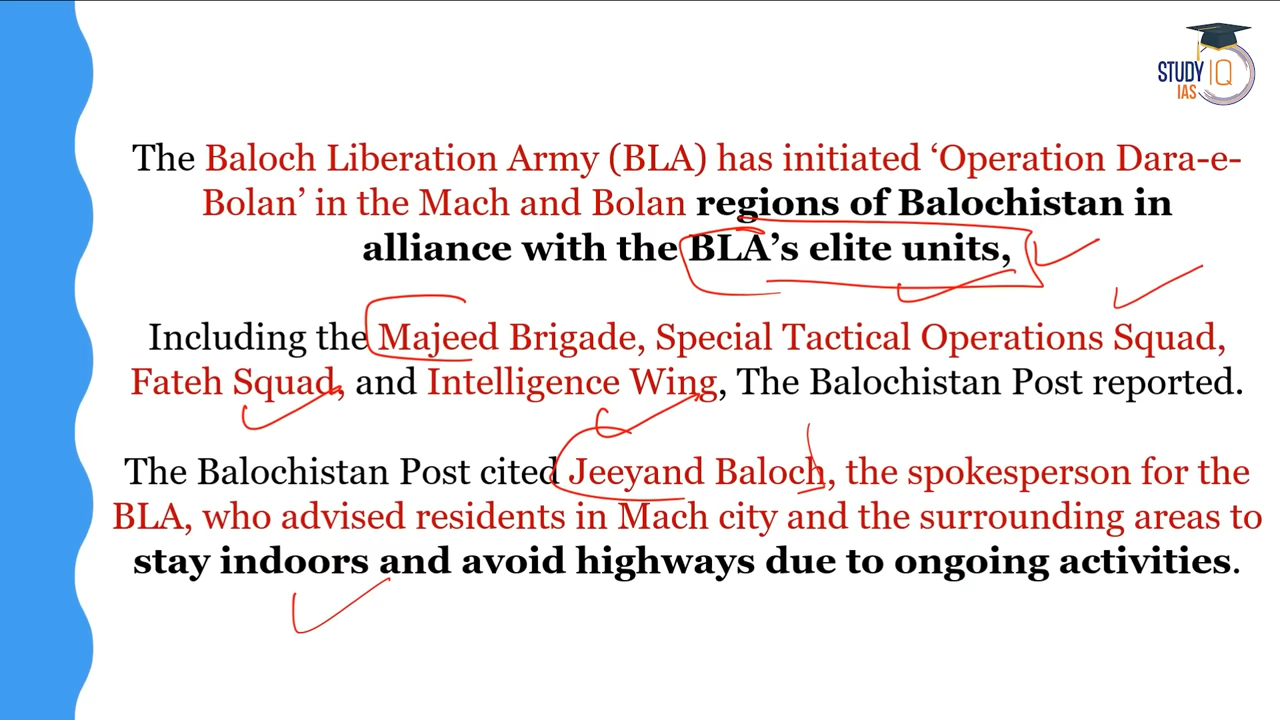 STUDY IQ
IAS
The Baloch Liberation Army (BLA) has initiated ‘Operation Dara-e-
Bolan’ in the Mach and Bolan regions of Balochistan in
alliance with the BLA’s elite units,
Including the Majeed Brigade, Special Tactical Operations Squad,
Fateh Squad, and Intelligence Wing, The Balochistan Post reported.
The Balochistan Post cited Jeeyand Baloch, the spokesperson for the
BLA, who advised residents in Mach city and the surrounding areas to
stay indoors and avoid highways due to ongoing activities.